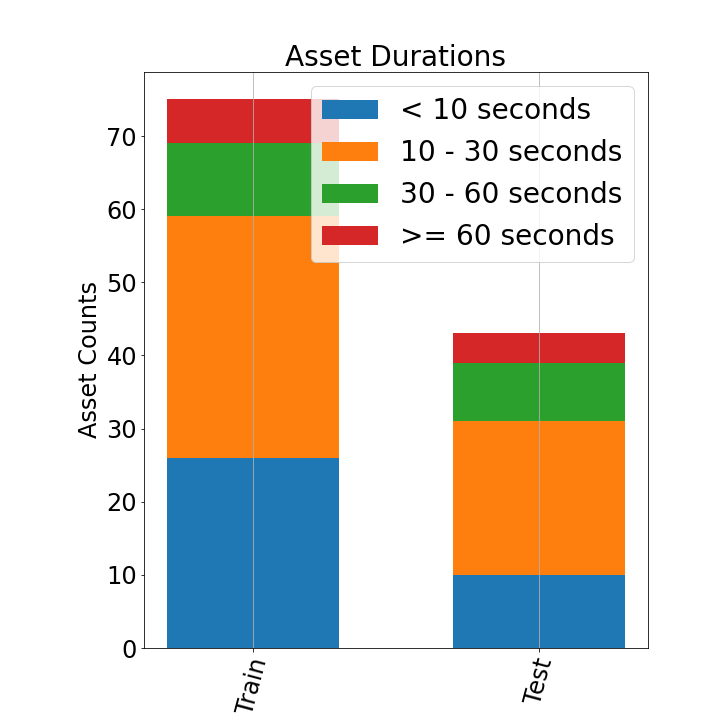 Asset Durations
< 10 seconds
10 - 30 seconds
30 - 60 seconds
>= 60 seconds
Asset Counts
70
60
50
40
30
20
10
0
Train
Test